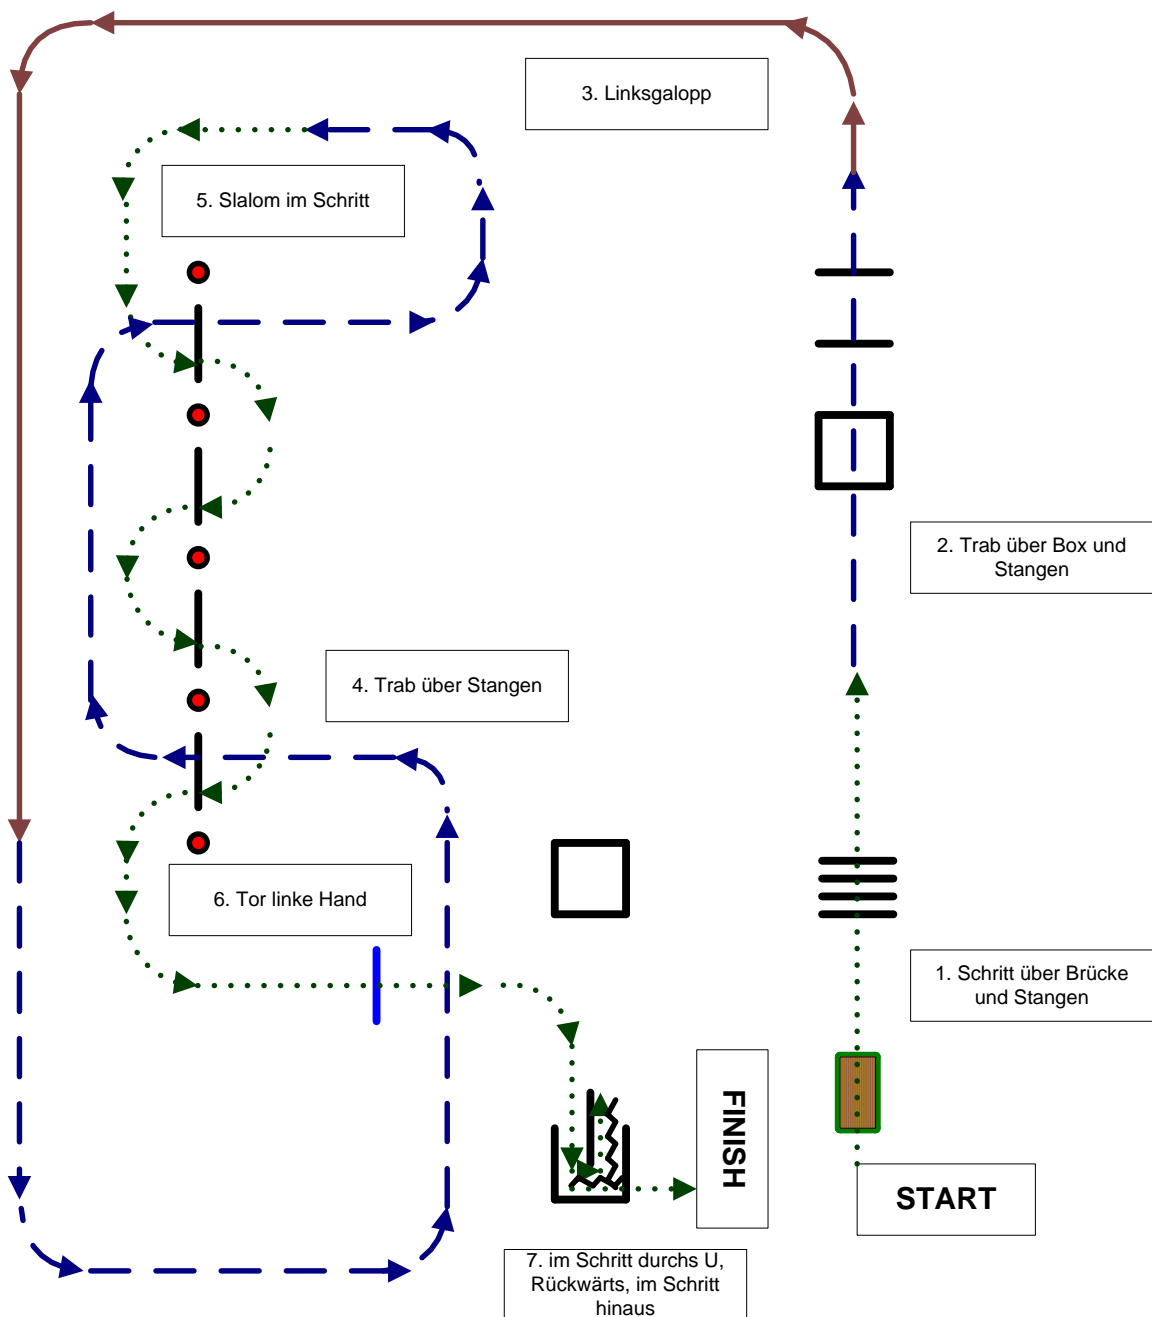 3. Linksgalopp
5. Slalom im Schritt
2. Trab über Box und
Stangen
4. Trab über Stangen
6. Tor linke Hand
1. Schritt über Brücke
und Stangen
FINISH
START
7. im Schritt durchs U,
Rückwärts, im Schritt
hinaus